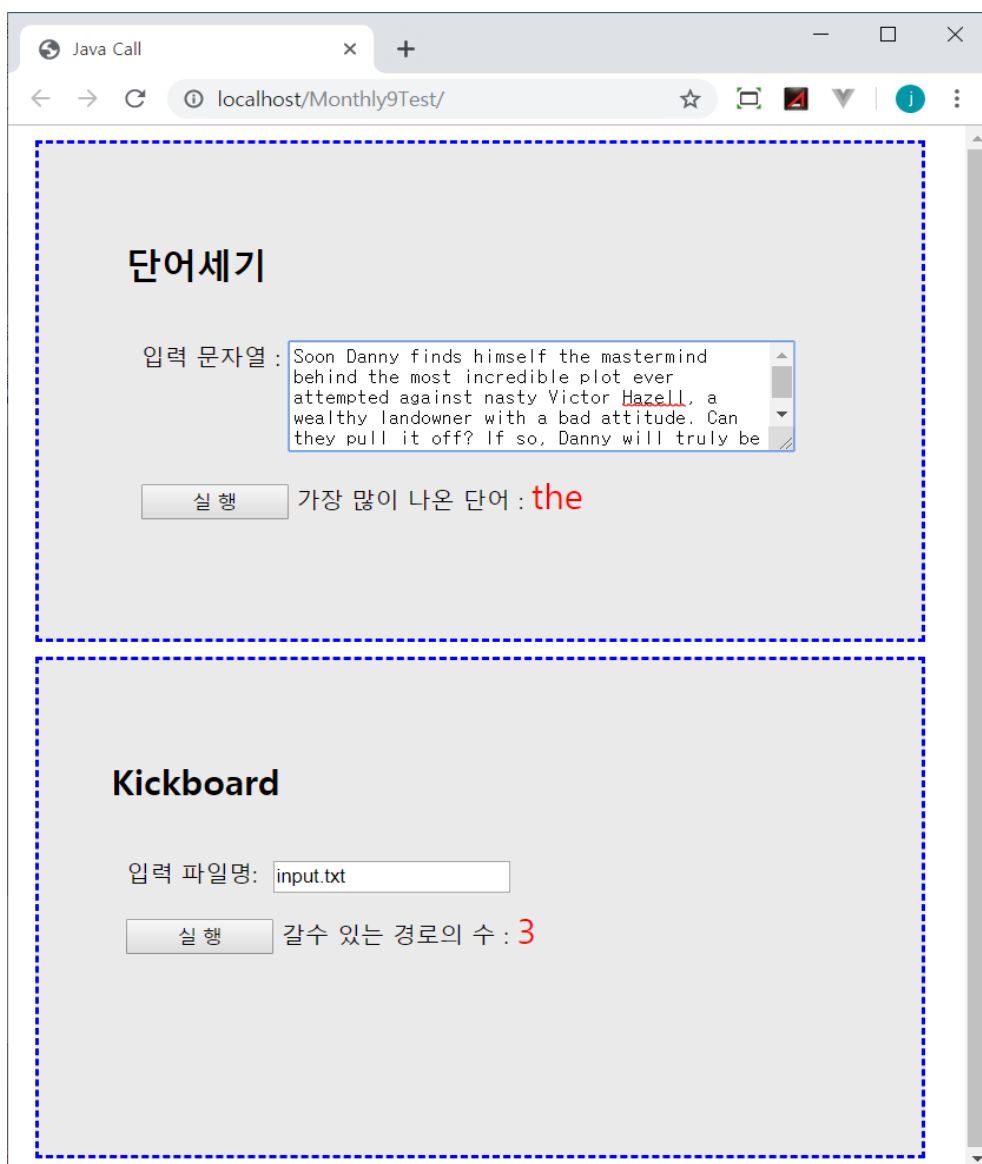 Java Call
localhost/Monthly9Test/
j
단어세기
입력 문자열 :
Soon Danny finds himself the mastermind
behind the most incredible plot ever
attempted against nasty Victor Hazell, a
wealthy landowner with a bad attitude. Can
they pull it off? If so, Danny will truly be
실 행 가장 많이 나온 단어 : the
Kickboard
입력 파일명: input.txt
실 행 갈수 있는 경로의 수 : 3